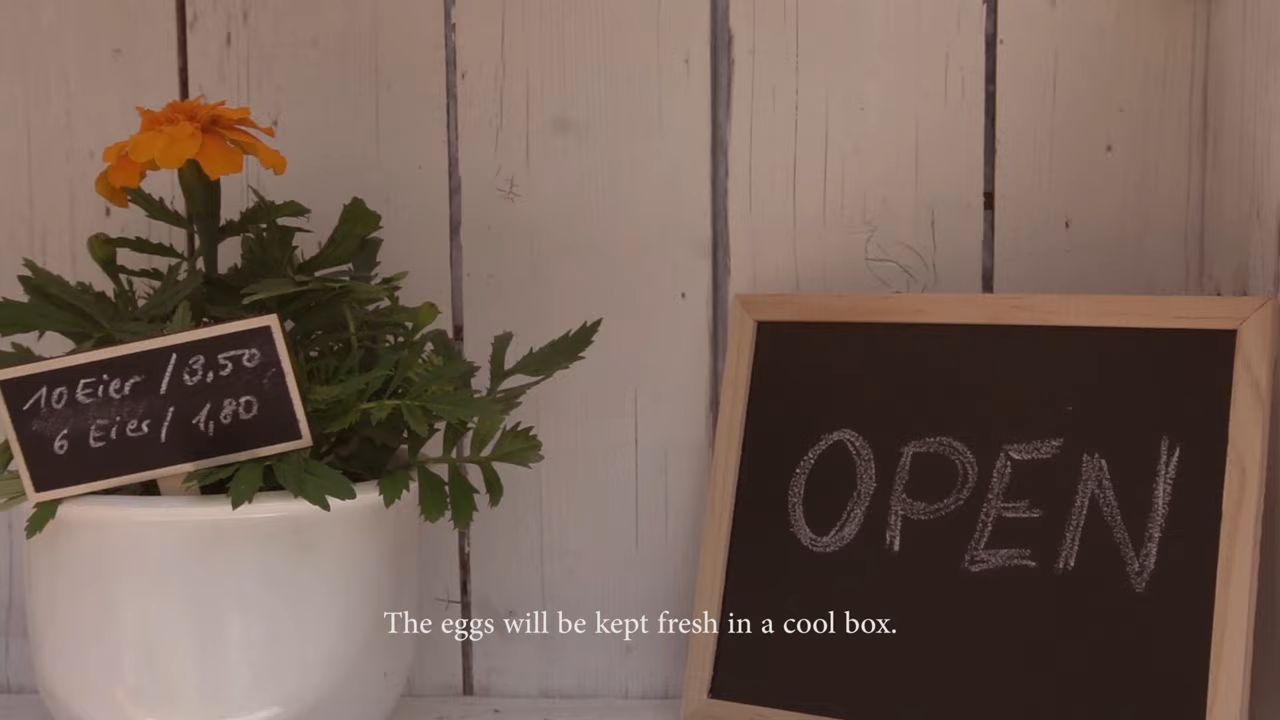 10 Eier / 3,50
6 Eier / 1,80
OPEN
The eggs will be kept fresh in a cool box.